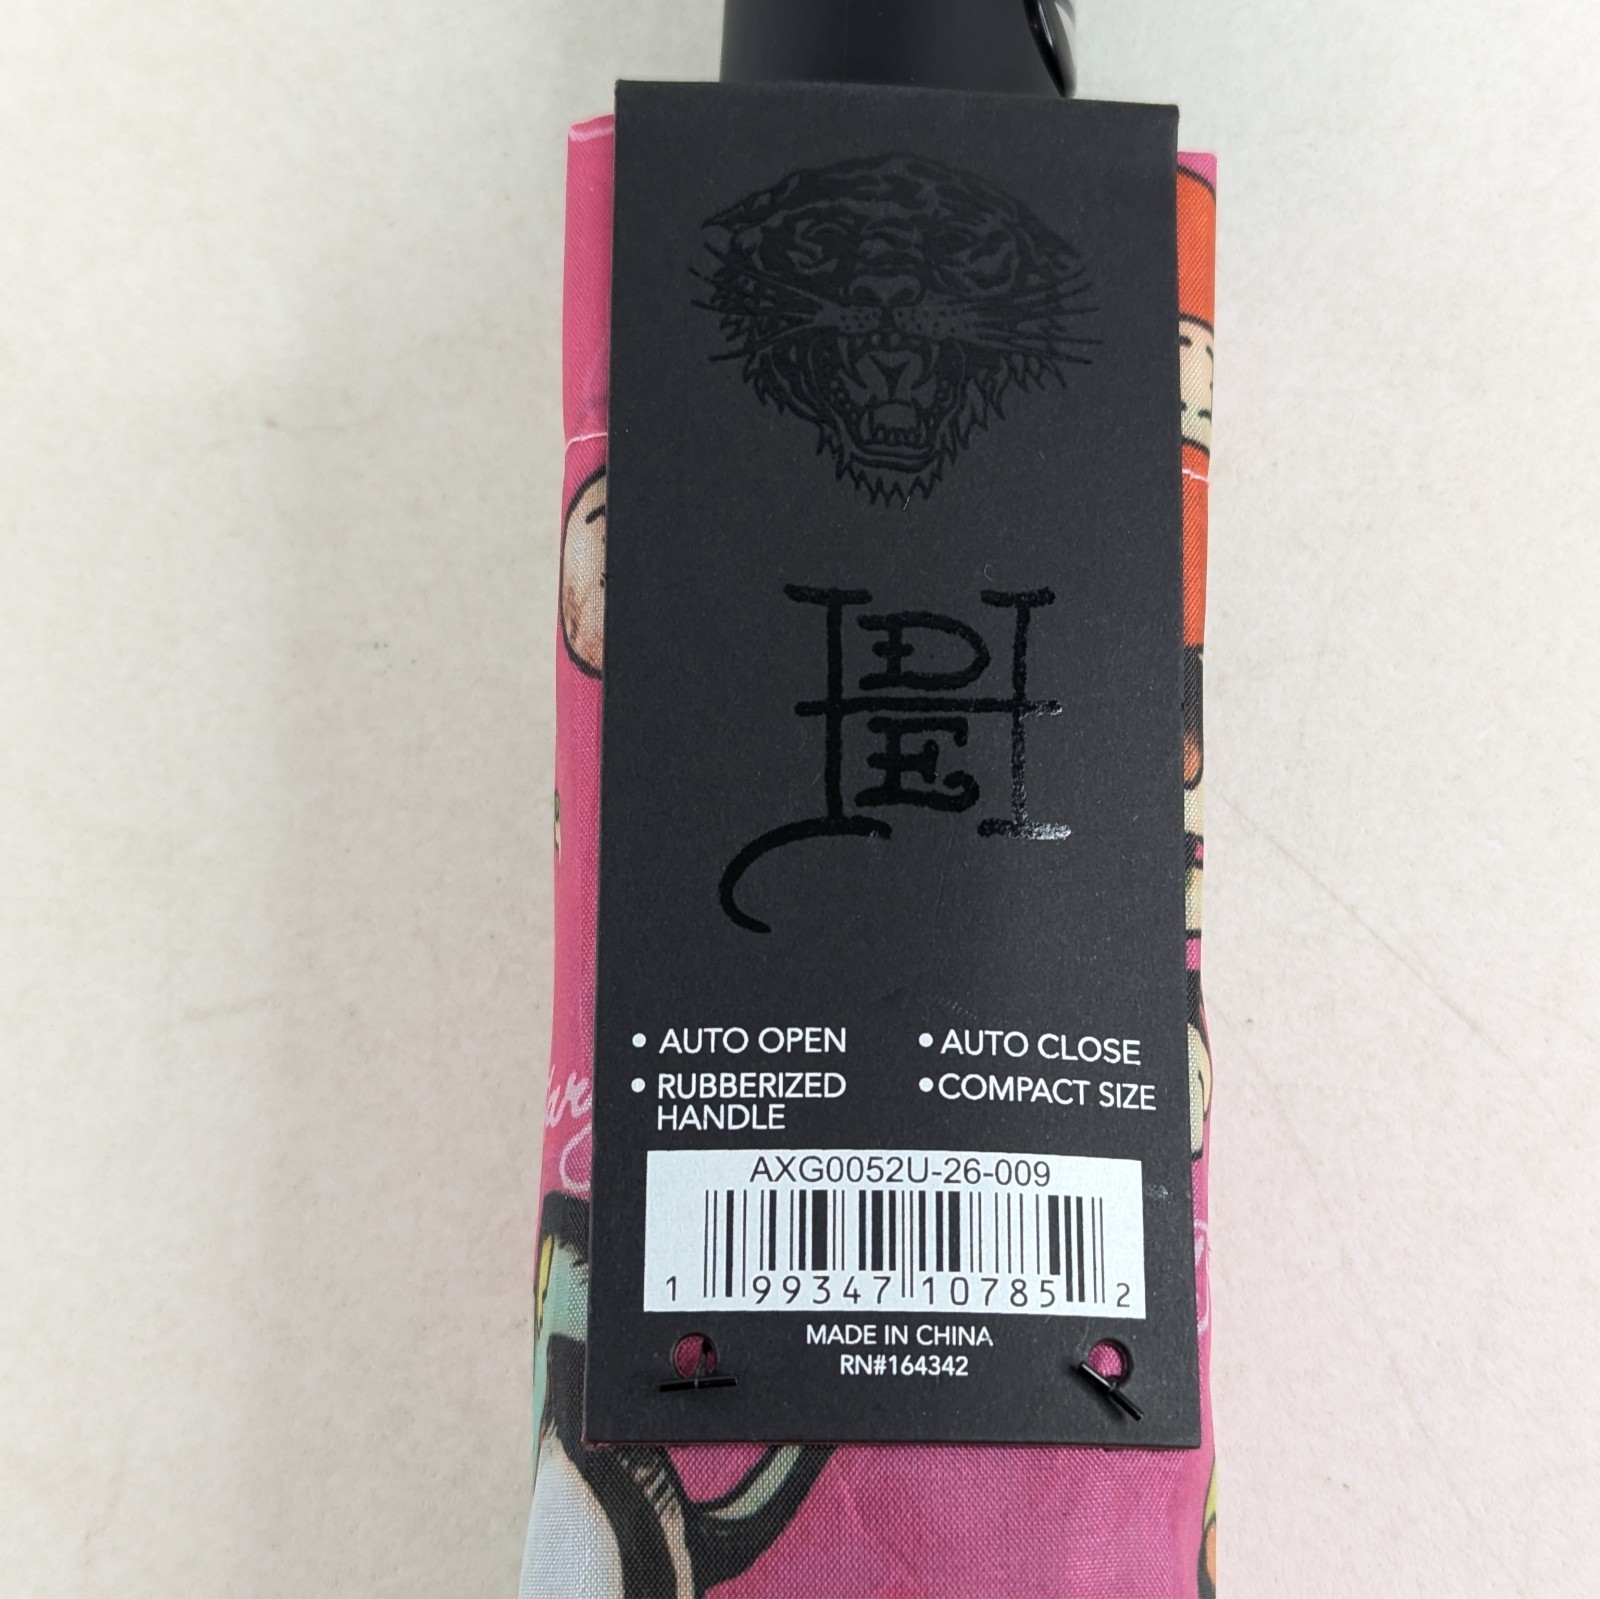 D
H
E
• AUTO OPEN
• AUTO CLOSE
• RUBBERIZED
HANDLE
• COMPACT SIZE
AXG0052U-26-009
1 99347 10785 2
MADE IN CHINA
RN#164342